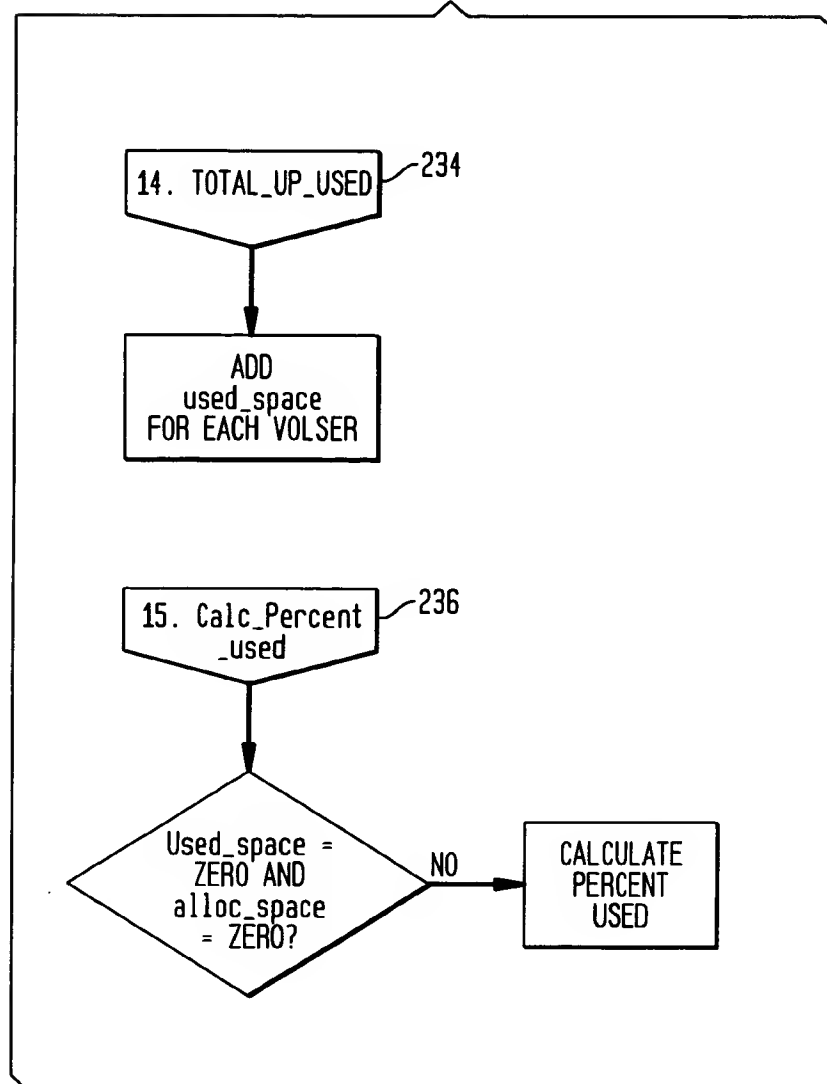 14. TOTAL_UP_USED
234
ADD
used_space
FOR EACH VOLSER
15. Calc_Percent
_used
236
Used_space =
ZERO AND
alloc_space
= ZERO?
NO
CALCULATE
PERCENT
USED